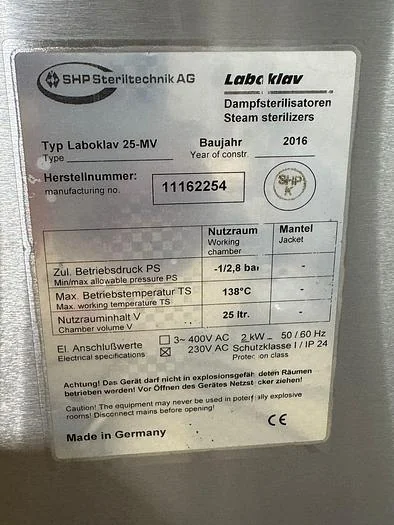 SHP Steriltechnik AG
Laboklav
Dampfsterilisatoren
Steam sterilizers
Typ Laboklav 25-MV Baujahr 2016
Type Year of constr.
Herstellnummer: 11162254
manufacturing no.
SHP
K
Nutzraum Mantel
Working Jacket
chamber
Zul. Betriebsdruck PS -1/2,8 bar -
Min/max allowable pressure PS
Max. Betriebstemperatur TS 138°C -
Max. working temperature TS
Nutzrauminhalt V 25 ltr. -
Chamber volume V
El. Anschlußwerte ☐ 3~ 400V AC 2 kW 50 / 60 Hz
Electrical specifications ☒ 230V AC Schutzklasse I / IP 24
Protection class
Achtung! Das Gerät darf nicht in explosionsgefährdeten Räumen
betrieben werden! Vor Öffnen des Gerätes Netzstecker ziehen!
Caution! The equipment may never be used in potentially explosive
rooms! Disconnect mains before opening!
Made in Germany CE